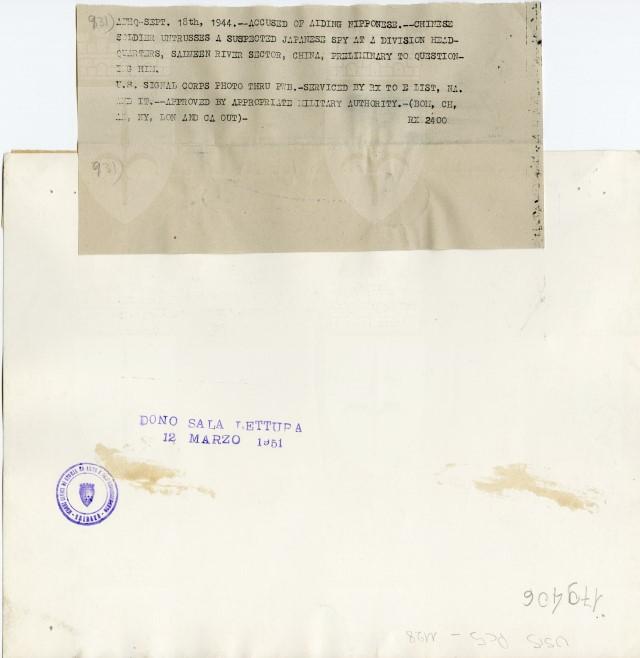 931)
AFHQ-SEPT. 18th, 1944.--ACCUSED OF AIDING NIPPONESE.--CHINESE
SOLDIER UNTRUSSES A SUSPECTED JAPANESE SPY AT A DIVISION HEAD-
QUARTERS, SALWEEN RIVER SECTOR, CHINA, PRELIMINARY TO QUESTION-
ING HIM.
U.S. SIGNAL CORPS PHOTO THRU PWB.-SERVICED BY RX TO E LIST, NA.
AND IT.--APPROVED BY APPROPRIATE MILITARY AUTHORITY.-(BOM, CH,
NY, LON AND CA OUT)-
RX 2400
931)
DONO SALA LETTURA
12 MARZO 1951
179406
USIS
- 1128